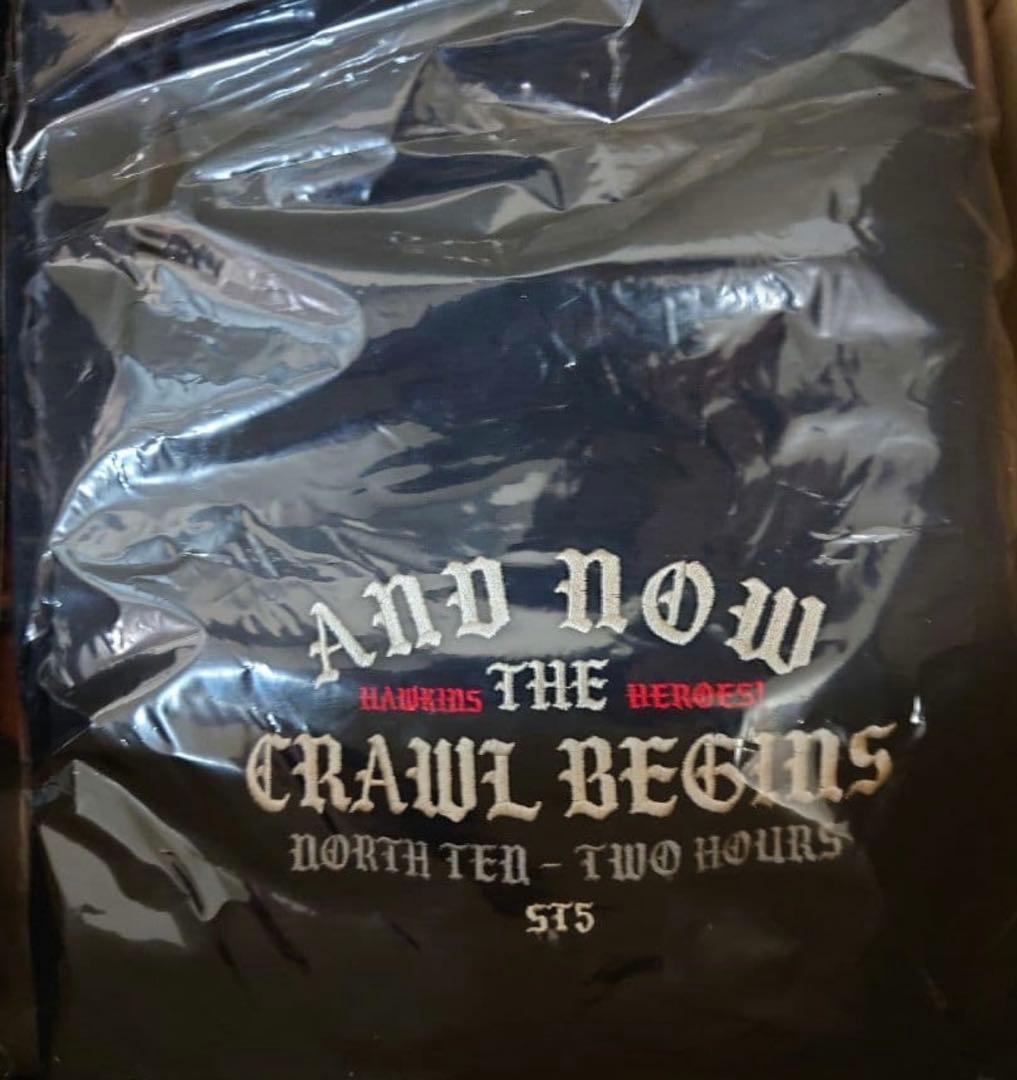 AND NOW
HAWKINS THE HEROES!
CRAWL BEGINS
NORTH TEN - TWO HOURS
ST5